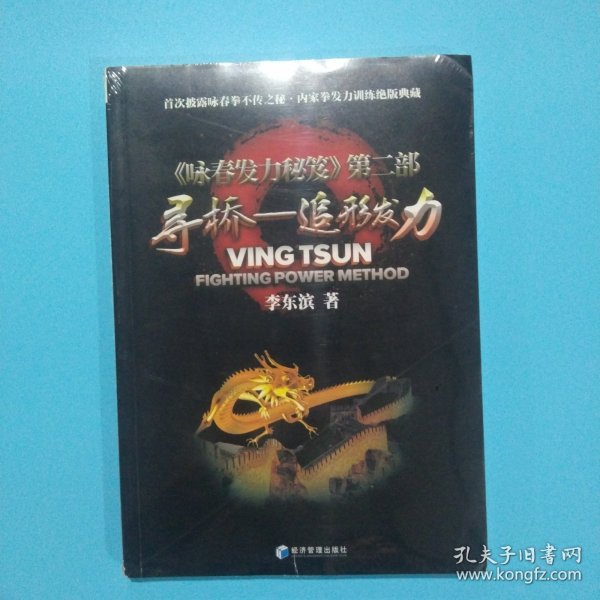 首次披露咏春拳不传之秘·内家拳发力训练绝版典藏
《咏春发力秘笈》第二部
寻桥—追形发力
VING TSUN
FIGHTING POWER METHOD
李东滨 著
经济管理出版社
孔夫子旧书网
www.kongfz.com